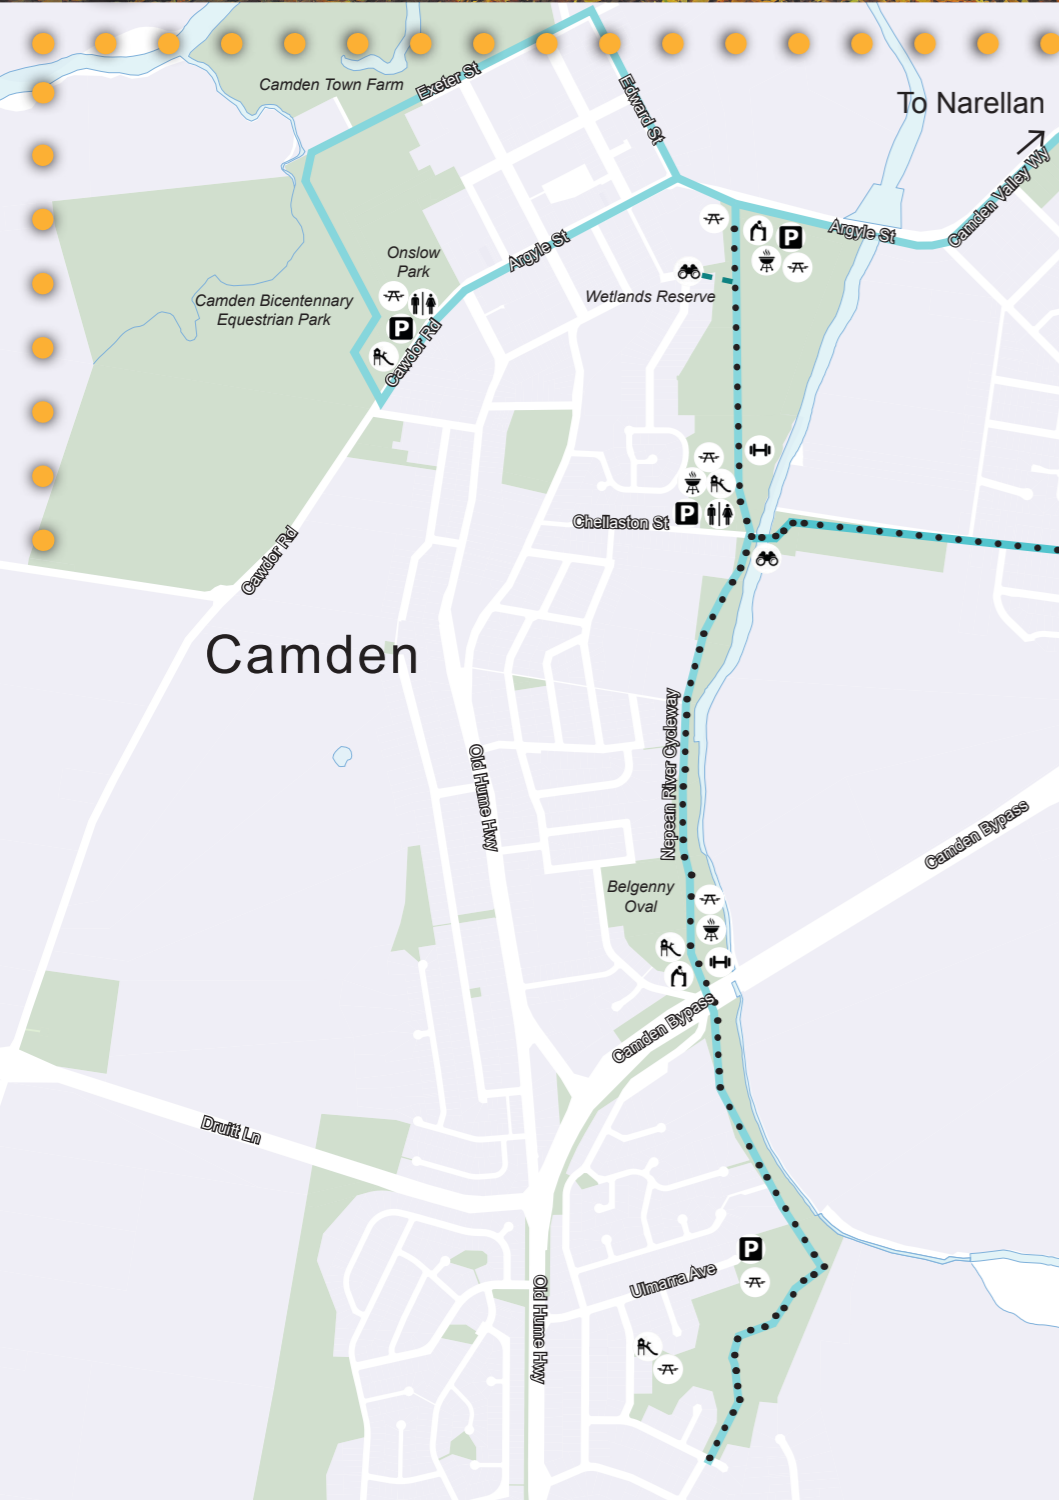 Camden Town Farm
Exeter St
Edward St
To Narellan
Camden Valley Wy
Argyle St
Argyle St
Onslow
Park
Camden Bicentennary
Equestrian Park
P
Cawdor Rd
P
Wetlands Reserve
Chellaston St
P
Cawdor Rd
Camden
Nepean River Cycleway
Old Hume Hwy
Camden Bypass
Belgenny
Oval
Camden Bypass
Druitt Ln
P
Ulmarra Ave
Old Hume Hwy